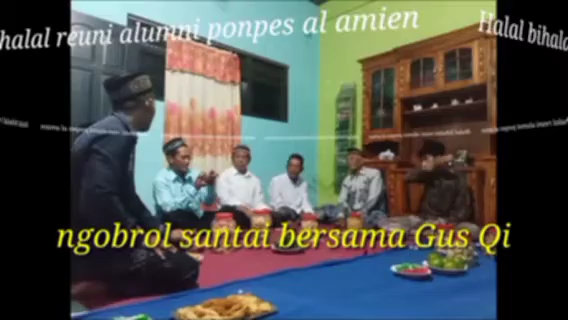 halal reuni alumni ponpes al amien
Halal bihala
ngobrol santai bersama Gus Qi